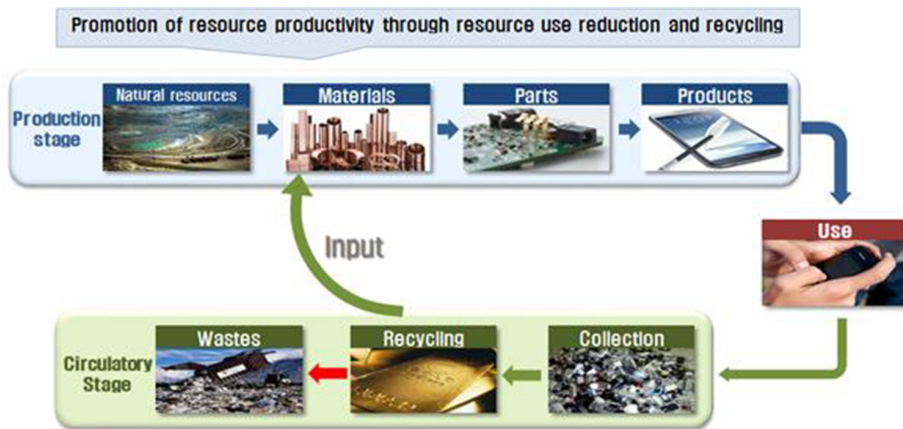 Promotion of resource productivity through resource use reduction and recycling
Production
stage
Natural resources
Materials
Parts
Products
Use
Input
Circulatory
Stage
Wastes
Recycling
Collection